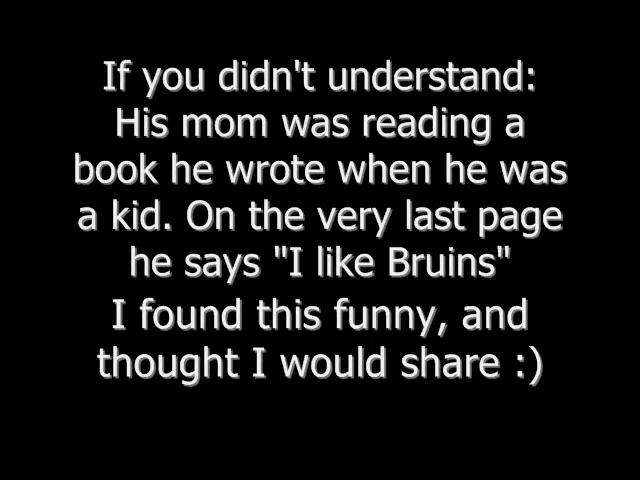 If you didn't understand:
His mom was reading a
book he wrote when he was
a kid. On the very last page
he says "I like Bruins"
I found this funny, and
thought I would share :)